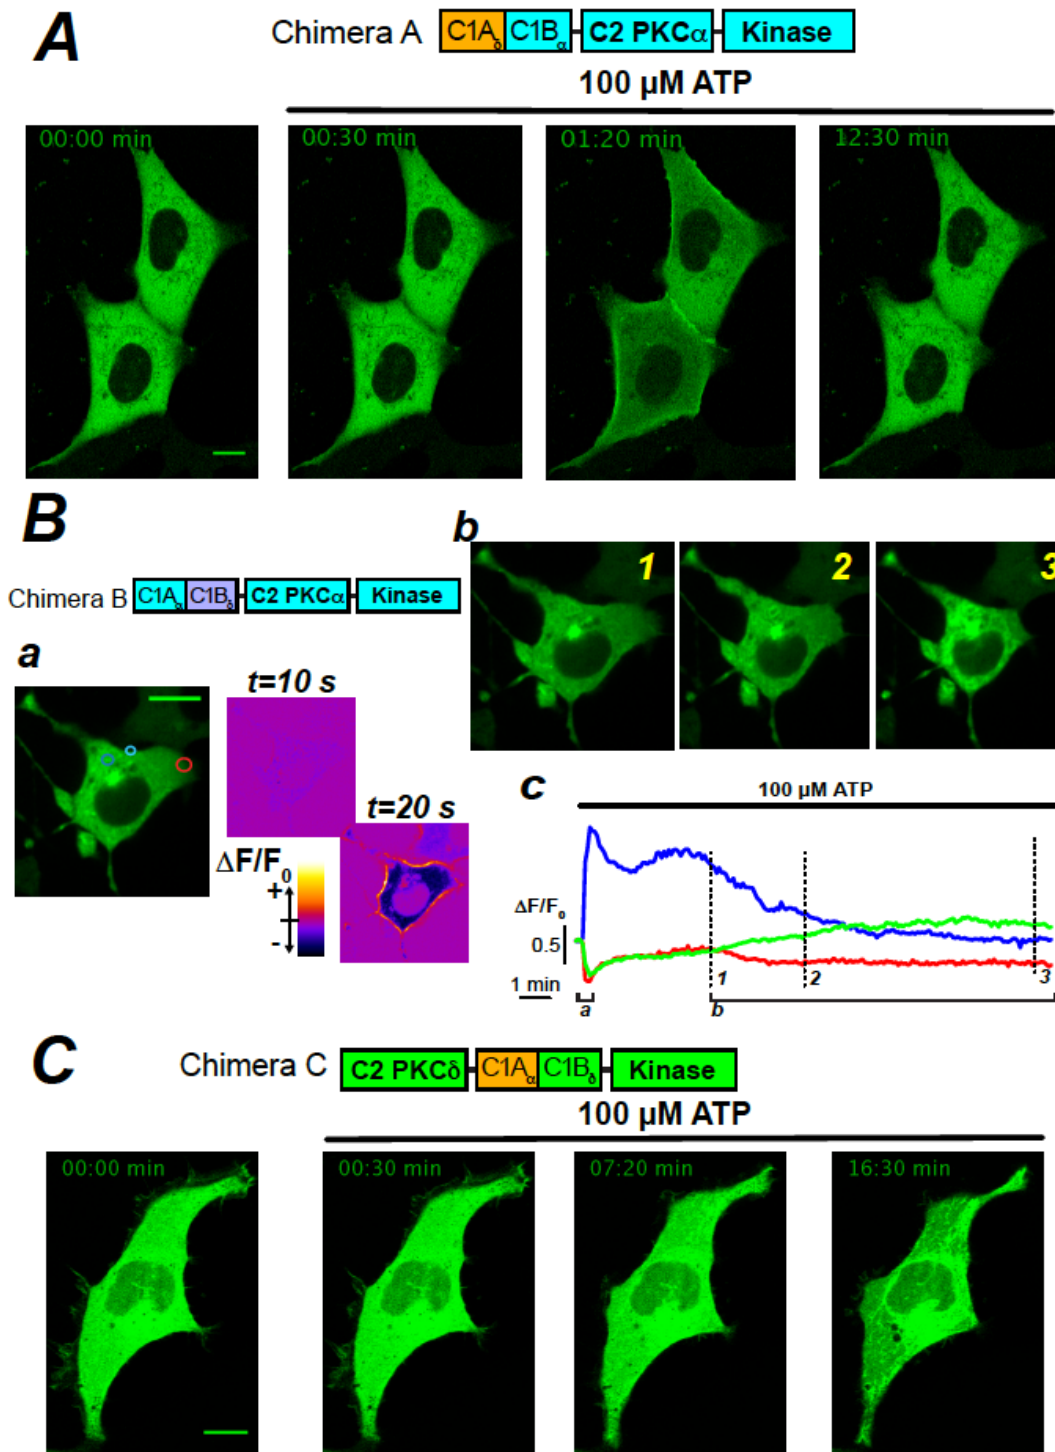 A
Chimera A C1Aδ C1Bα C2 PKCα Kinase
100 µM ATP
00:00 min 00:30 min 01:20 min 12:30 min
B
Chimera B C1Aα C1Bδ C2 PKCα Kinase
b
1 2 3
a
t=10 s
t=20 s
ΔF/F0
+
-
c
100 µM ATP
ΔF/F0
0.5
1 min
1 2 3
a b
C
Chimera C C2 PKCδ C1Aα C1Bδ Kinase
100 µM ATP
00:00 min 00:30 min 07:20 min 16:30 min